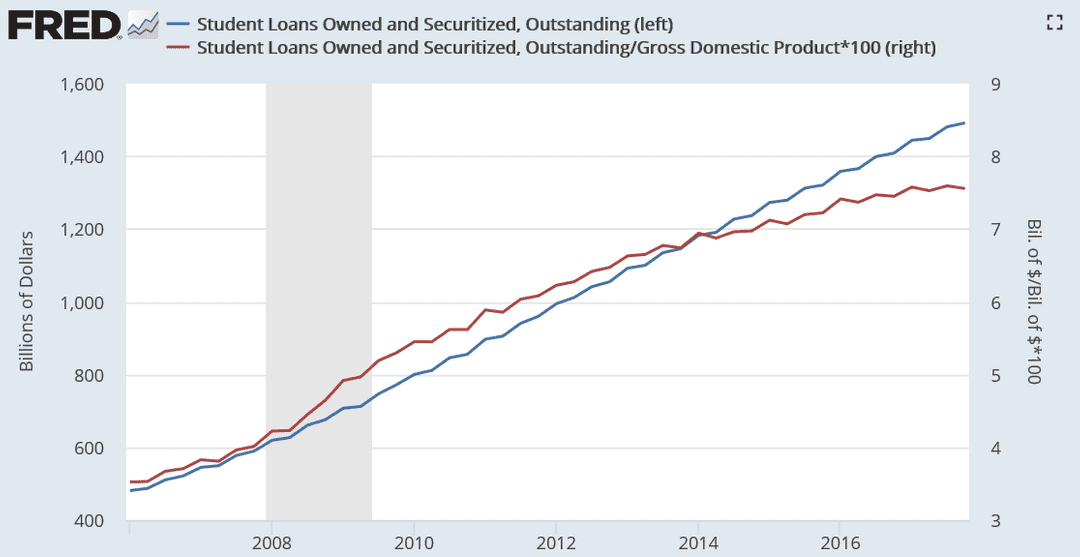 FRED
Student Loans Owned and Securitized, Outstanding (left)
Student Loans Owned and Securitized, Outstanding/Gross Domestic Product*100 (right)
1,600
1,400
1,200
1,000
800
600
400
Billions of Dollars
9
8
7
6
5
4
3
Bil. of $/Bil. of $*100
2008 2010 2012 2014 2016